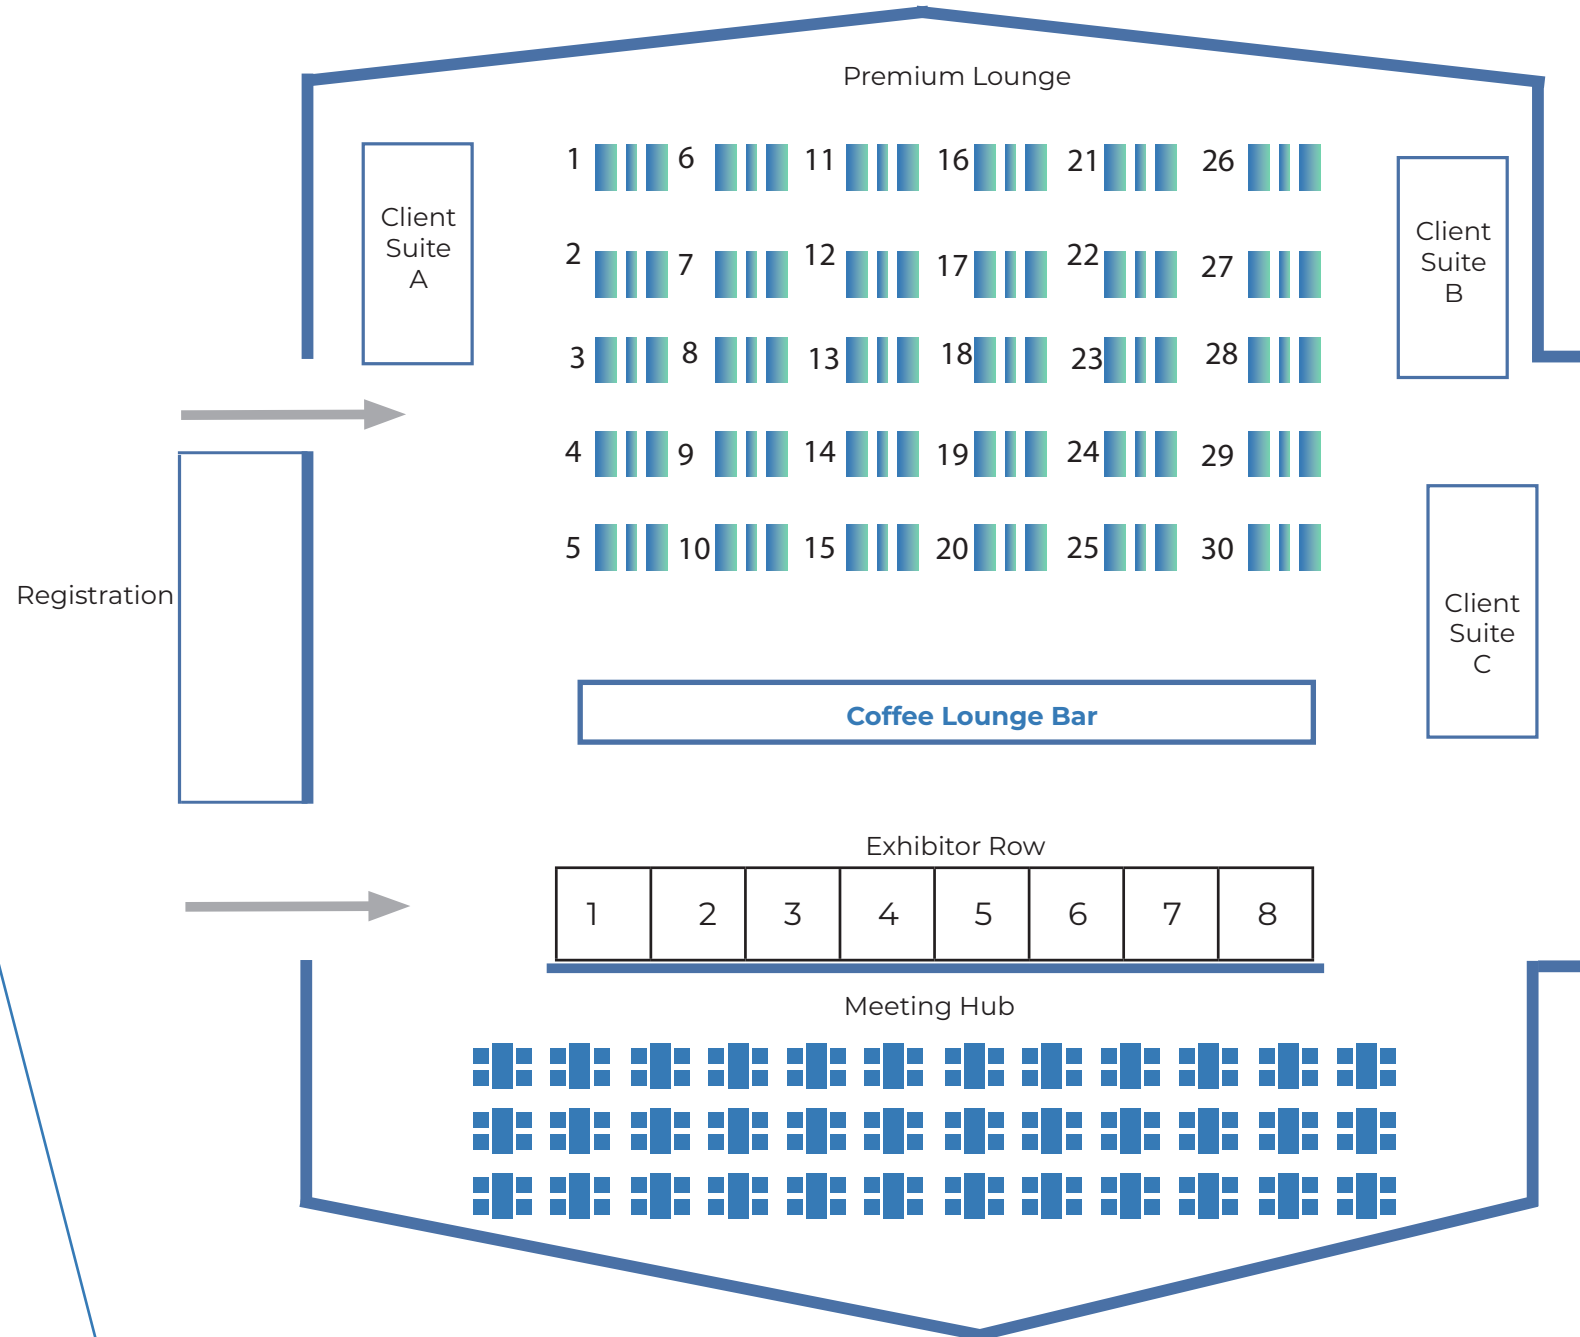 Premium Lounge
1 6 11 16 21 26
Client
Suite
A
Client
Suite
B
2 7 12 17 22 27
3 8 13 18 23 28
4 9 14 19 24 29
5 10 15 20 25 30
Registration
Client
Suite
C
Coffee Lounge Bar
Exhibitor Row
1 2 3 4 5 6 7 8
Meeting Hub